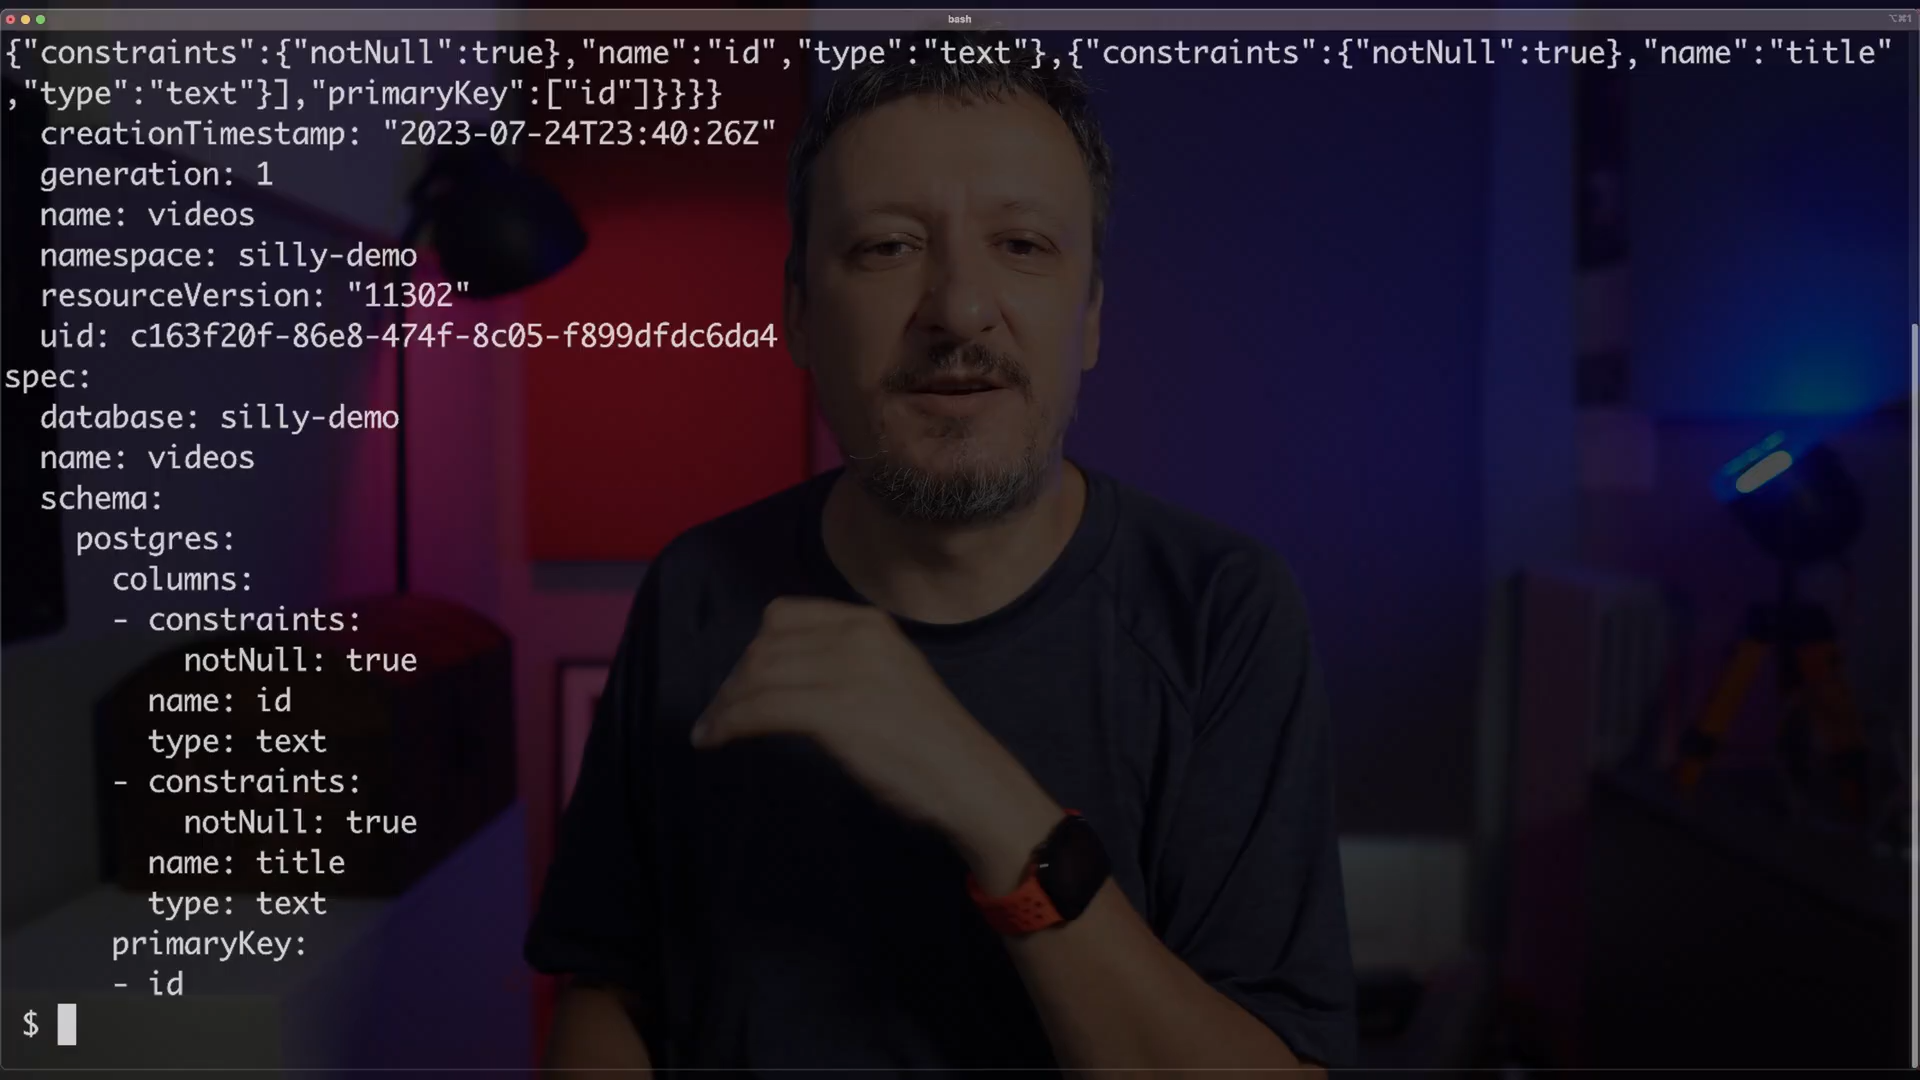 bash
⌥⌘1
{"constraints":{"notNull":true},"name":"id","type":"text"},{"constraints":{"notNull":true},"name":"title"
,"type":"text"}],"primaryKey":["id"]}}}}
  creationTimestamp: "2023-07-24T23:40:26Z"
  generation: 1
  name: videos
  namespace: silly-demo
  resourceVersion: "11302"
  uid: c163f20f-86e8-474f-8c05-f899dfdc6da4
spec:
  database: silly-demo
  name: videos
  schema:
    postgres:
      columns:
      - constraints:
          notNull: true
        name: id
        type: text
      - constraints:
          notNull: true
        name: title
        type: text
      primaryKey:
      - id
$